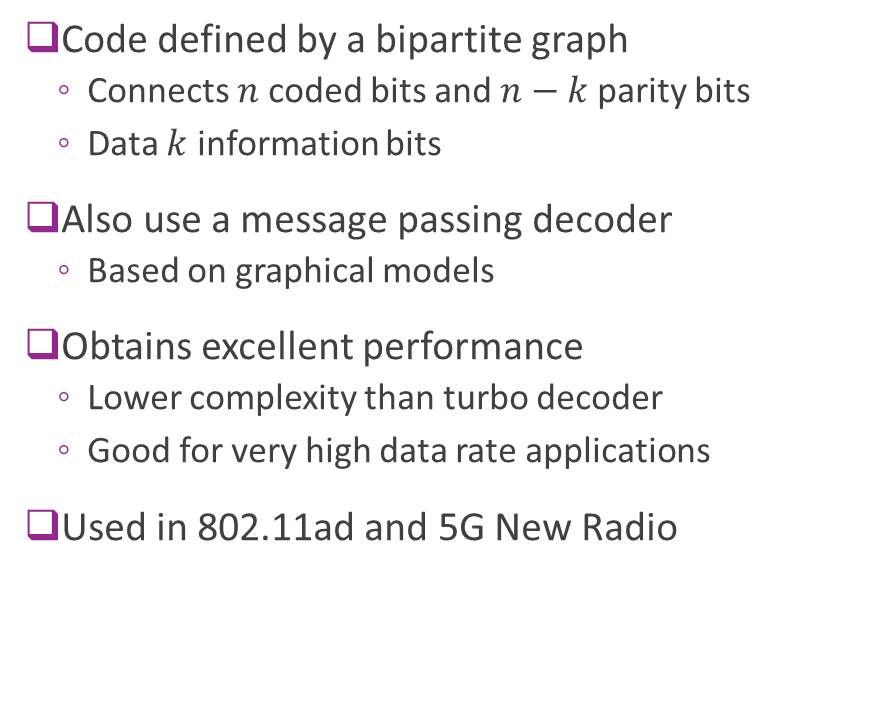 ❑Code defined by a bipartite graph
◦ Connects n coded bits and n − k parity bits
◦ Data k information bits
❑Also use a message passing decoder
◦ Based on graphical models
❑Obtains excellent performance
◦ Lower complexity than turbo decoder
◦ Good for very high data rate applications
❑Used in 802.11ad and 5G New Radio